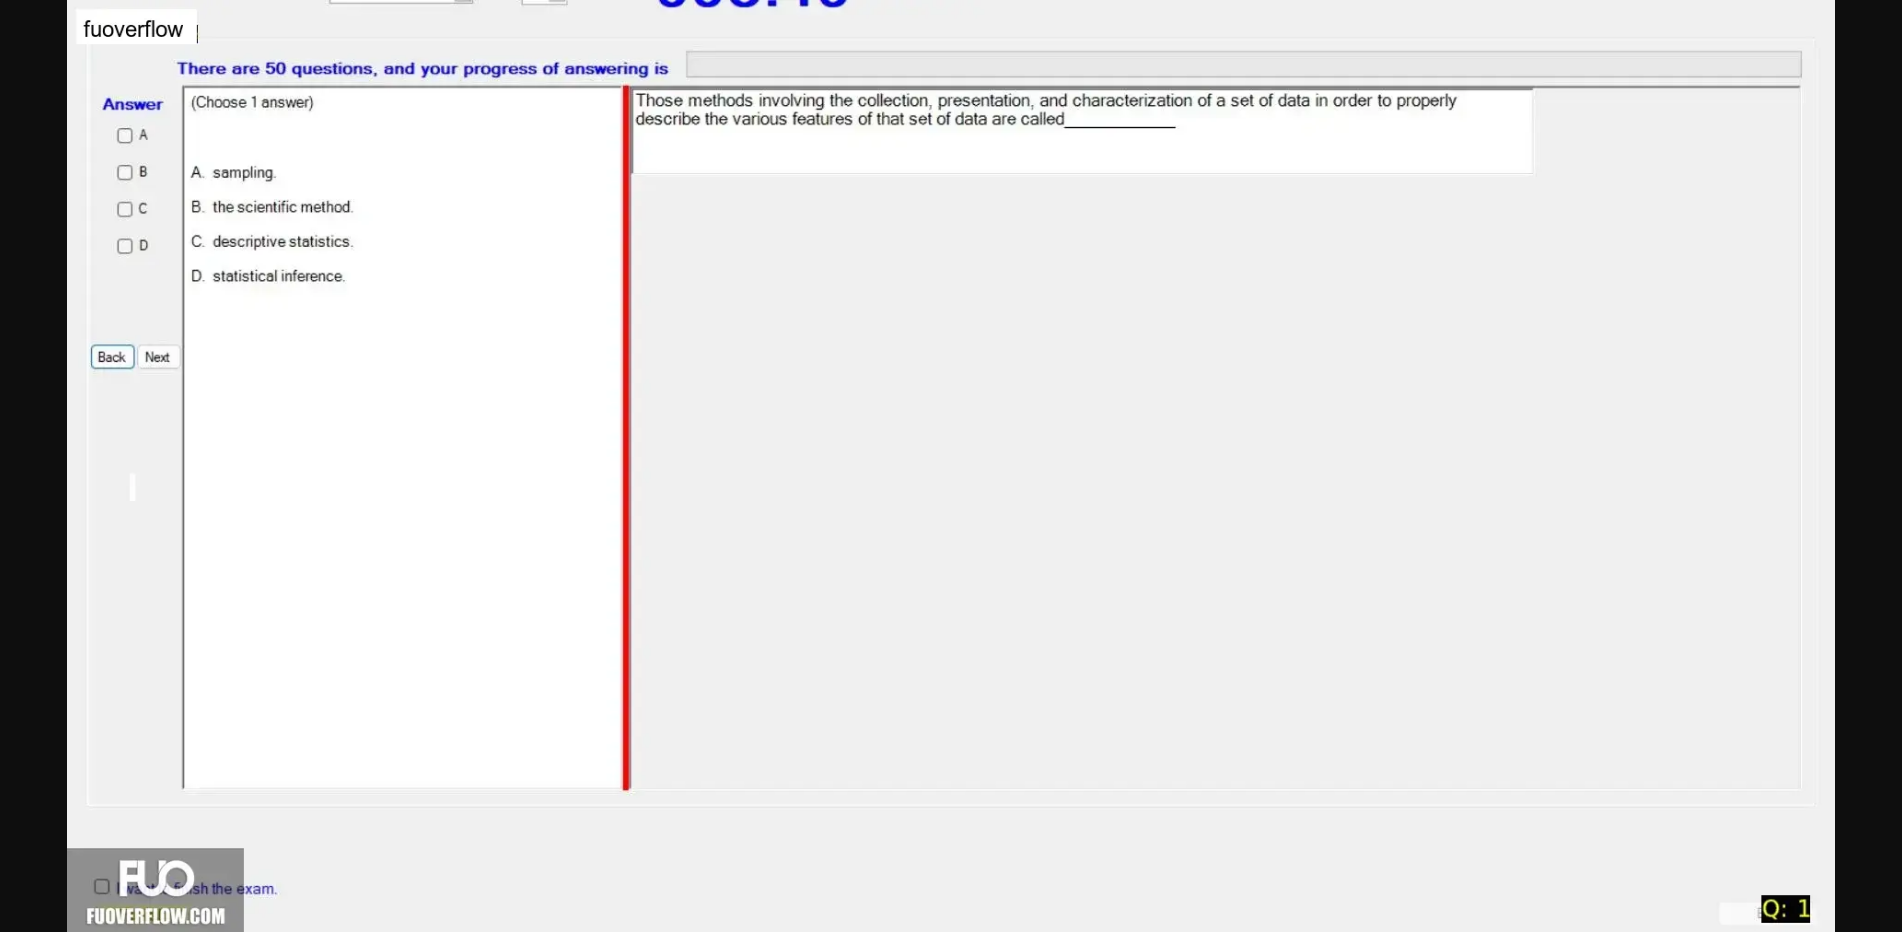 fuoverflow
There are 50 questions, and your progress of answering is
Answer
(Choose 1 answer)
Those methods involving the collection, presentation, and characterization of a set of data in order to properly
describe the various features of that set of data are called____________
A
B
C
D
A. sampling.
B. the scientific method.
C. descriptive statistics.
D. statistical inference.
Back Next
FUO
finish the exam.
FUOVERFLOW.COM
Q: 1